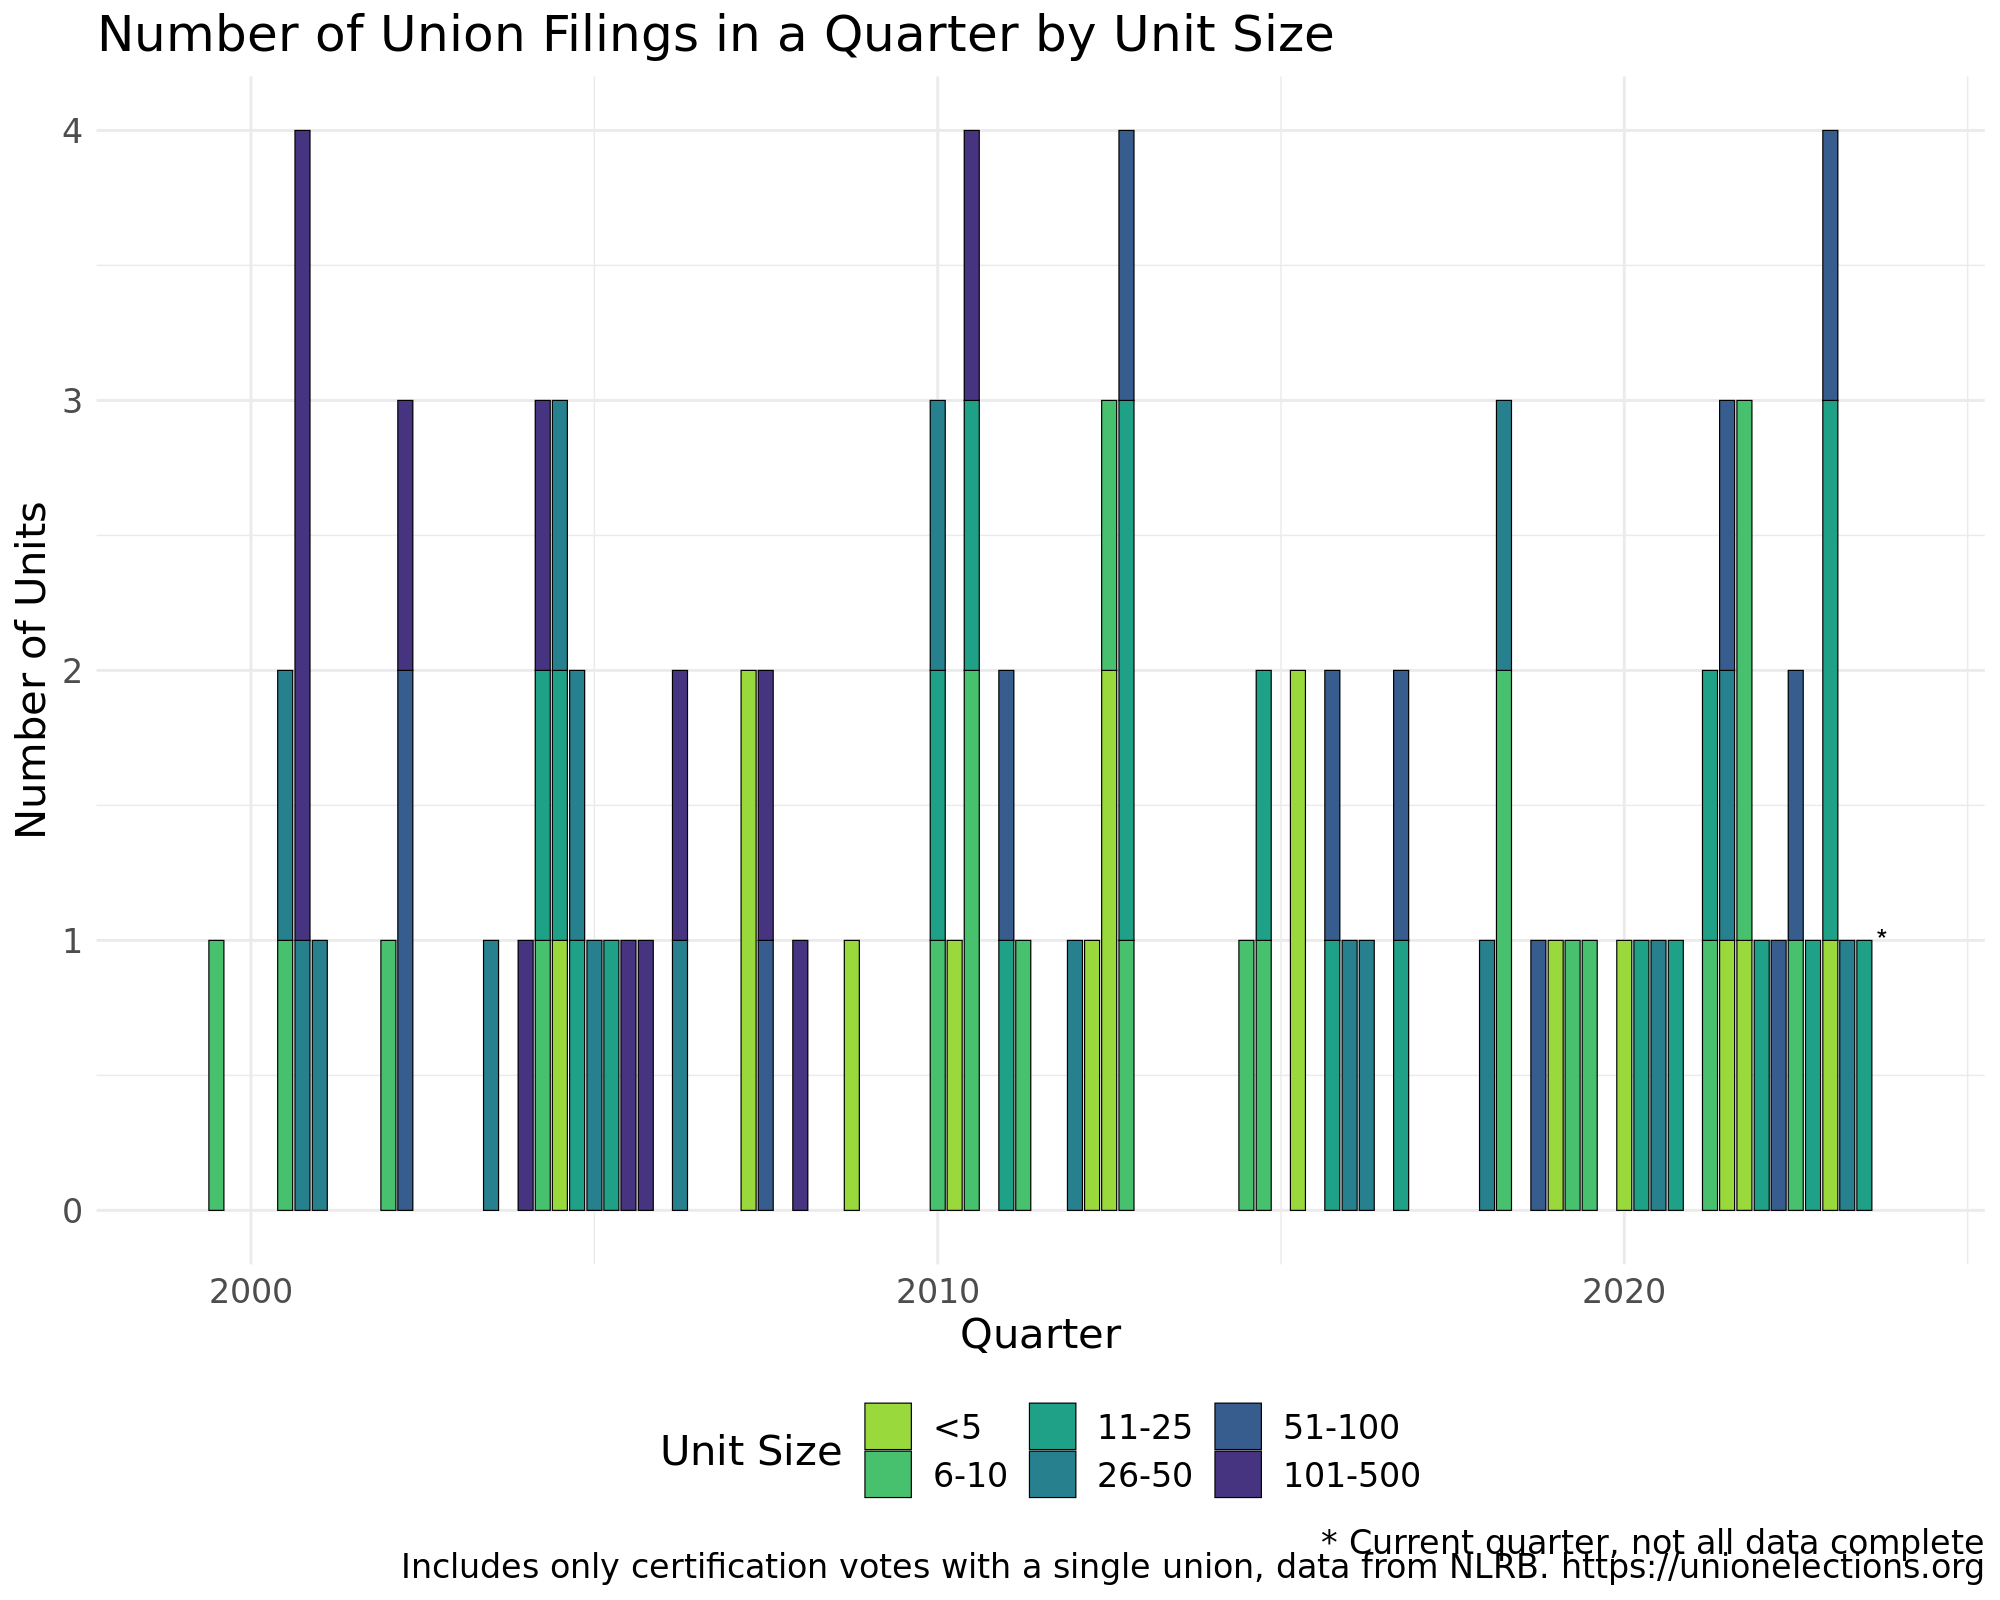 Number of Union Filings in a Quarter by Unit Size
Number of Units
4
3
2
1
0
*
2000
2010
2020
Quarter
Unit Size
<5
11-25
51-100
6-10
26-50
101-500
* Current quarter, not all data complete
Includes only certification votes with a single union, data from NLRB. https://unionelections.org